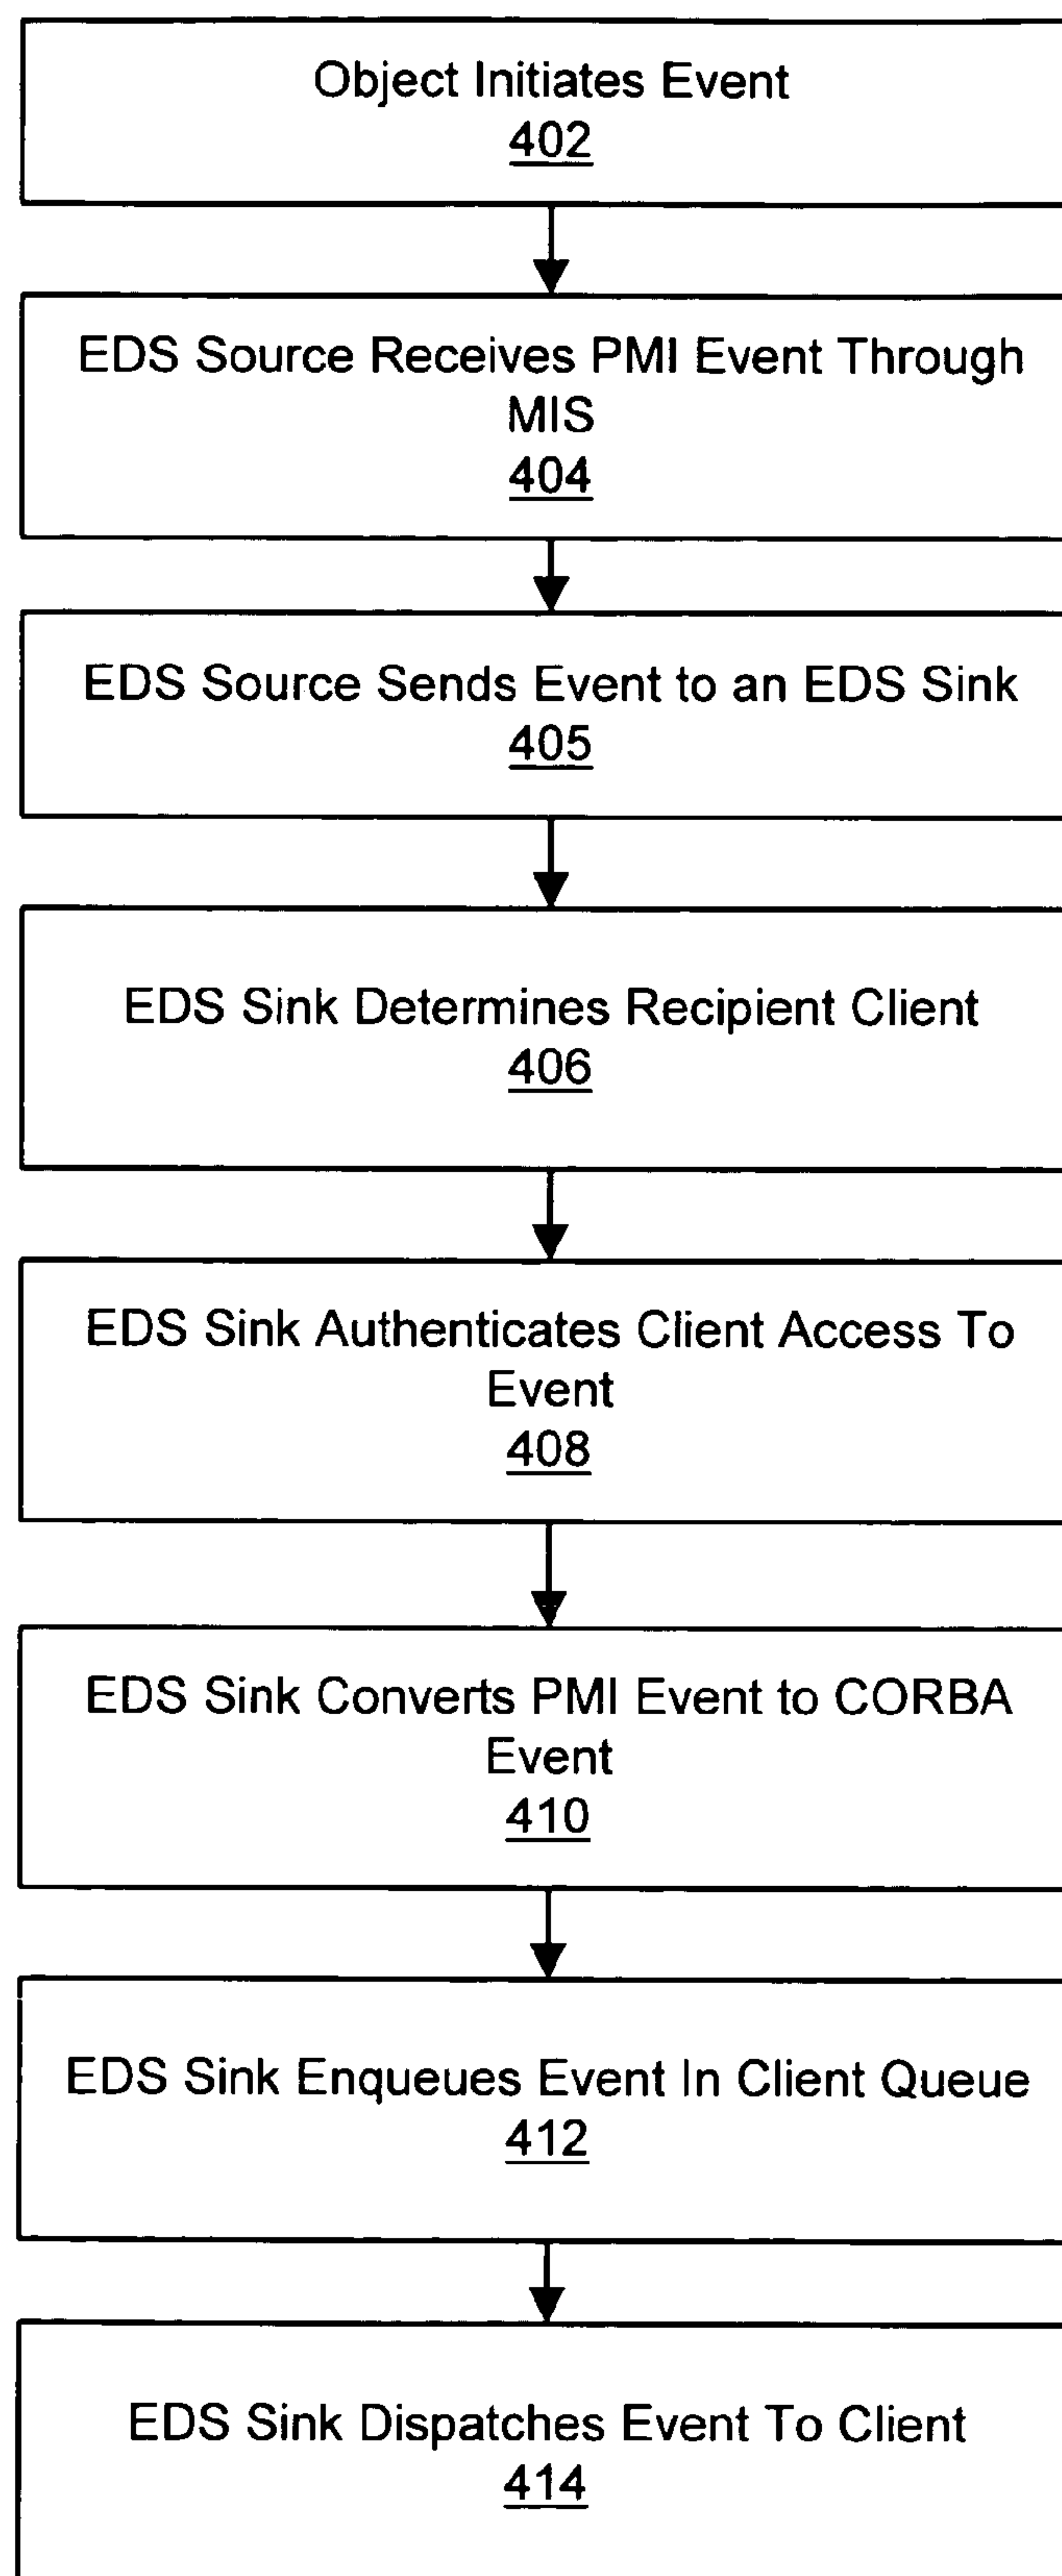 Object Initiates Event
402
EDS Source Receives PMI Event Through
MIS
404
EDS Source Sends Event to an EDS Sink
405
EDS Sink Determines Recipient Client
406
EDS Sink Authenticates Client Access To
Event
408
EDS Sink Converts PMI Event to CORBA
Event
410
EDS Sink Enqueues Event In Client Queue
412
EDS Sink Dispatches Event To Client
414